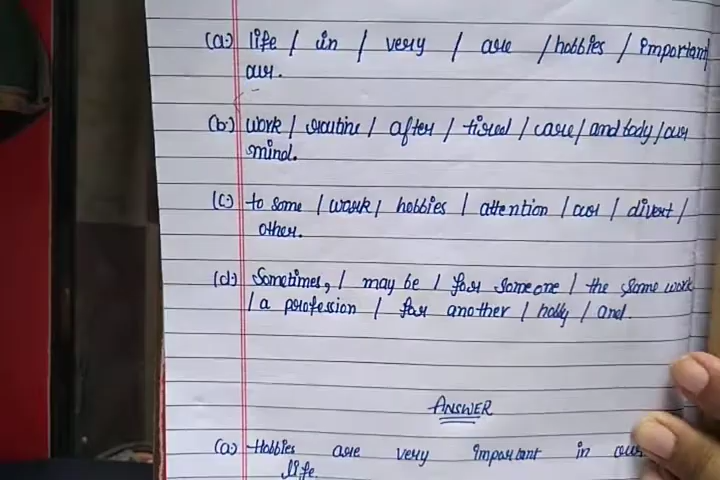 (a.) life / in / very / are / hobbies / important
our.
(b.) work / routine / after / tired / care / and body / our
mind.
(c) to some / work / hobbies / attention / our / divert /
other.
(d.) Sometimes, / may be / for someone / the same work
/ a profession / for another / hobby / and.
ANSWER
(a.) Hobbies are very important in our
life.